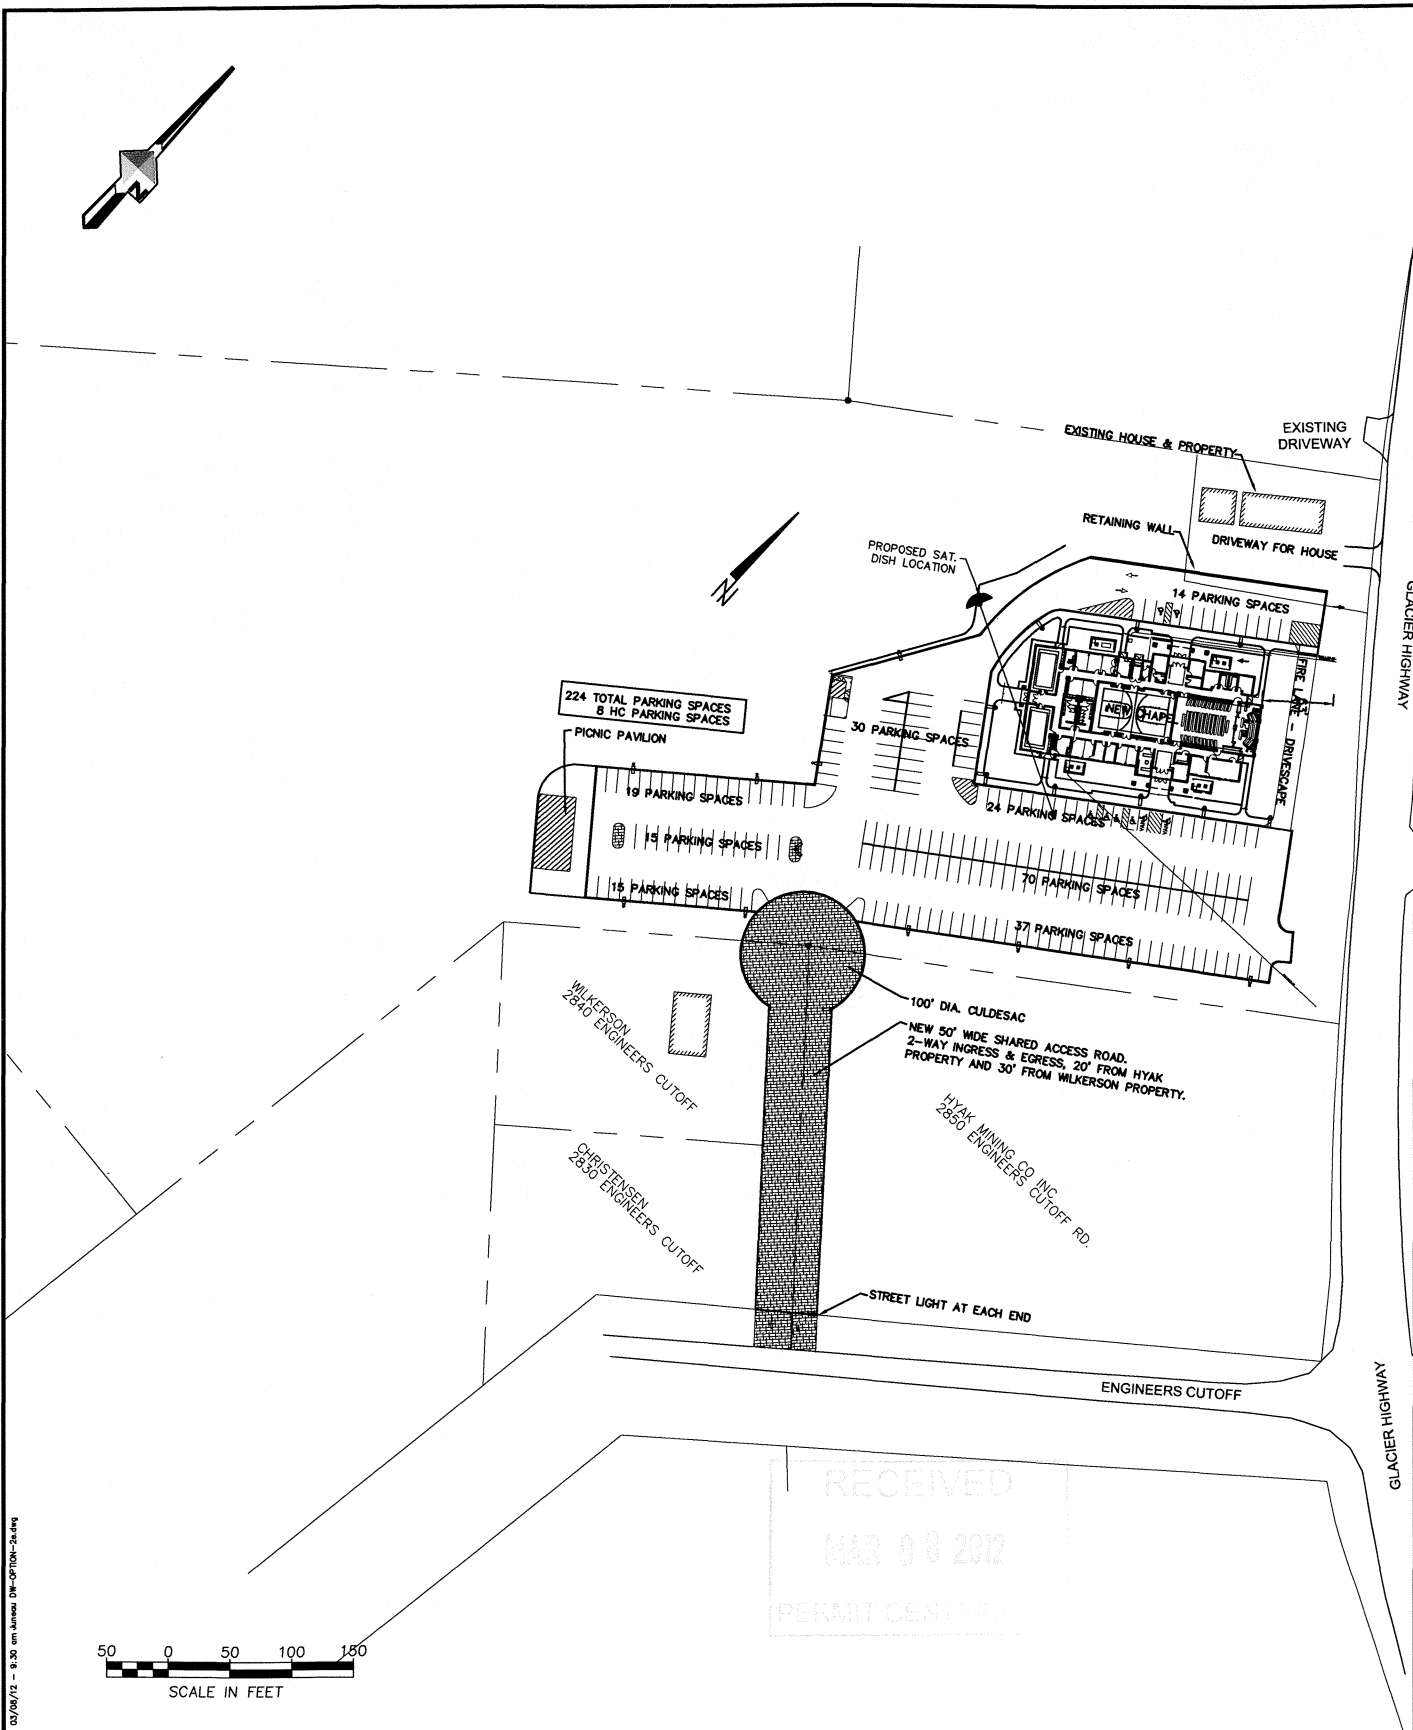 N
EXISTING
DRIVEWAY
EXISTING HOUSE & PROPERTY
RETAINING WALL
DRIVEWAY FOR HOUSE
PROPOSED SAT.
DISH LOCATION
N
14 PARKING SPACES
GLACIER HIGHWAY
FIRE LANE - DRIVESCAPE
NEW CHAPEL
224 TOTAL PARKING SPACES
8 HC PARKING SPACES
PICNIC PAVILION
30 PARKING SPACES
19 PARKING SPACES
24 PARKING SPACES
15 PARKING SPACES
70 PARKING SPACES
15 PARKING SPACES
37 PARKING SPACES
WILKERSON
2840 ENGINEERS CUTOFF
100' DIA. CULDESAC
NEW 50' WIDE SHARED ACCESS ROAD.
2-WAY INGRESS & EGRESS, 20' FROM HYAK
PROPERTY AND 30' FROM WILKERSON PROPERTY.
HYAK MINING CO INC
2850 ENGINEERS CUTOFF RD.
CHRISTENSEN
2830 ENGINEERS CUTOFF
STREET LIGHT AT EACH END
ENGINEERS CUTOFF
GLACIER HIGHWAY
RECEIVED
MAR 08 2012
PERMIT CENTER
50 0 50 100 150
SCALE IN FEET
03/08/12 - 9:30 am Juneau DW-OPTION-2e.dwg